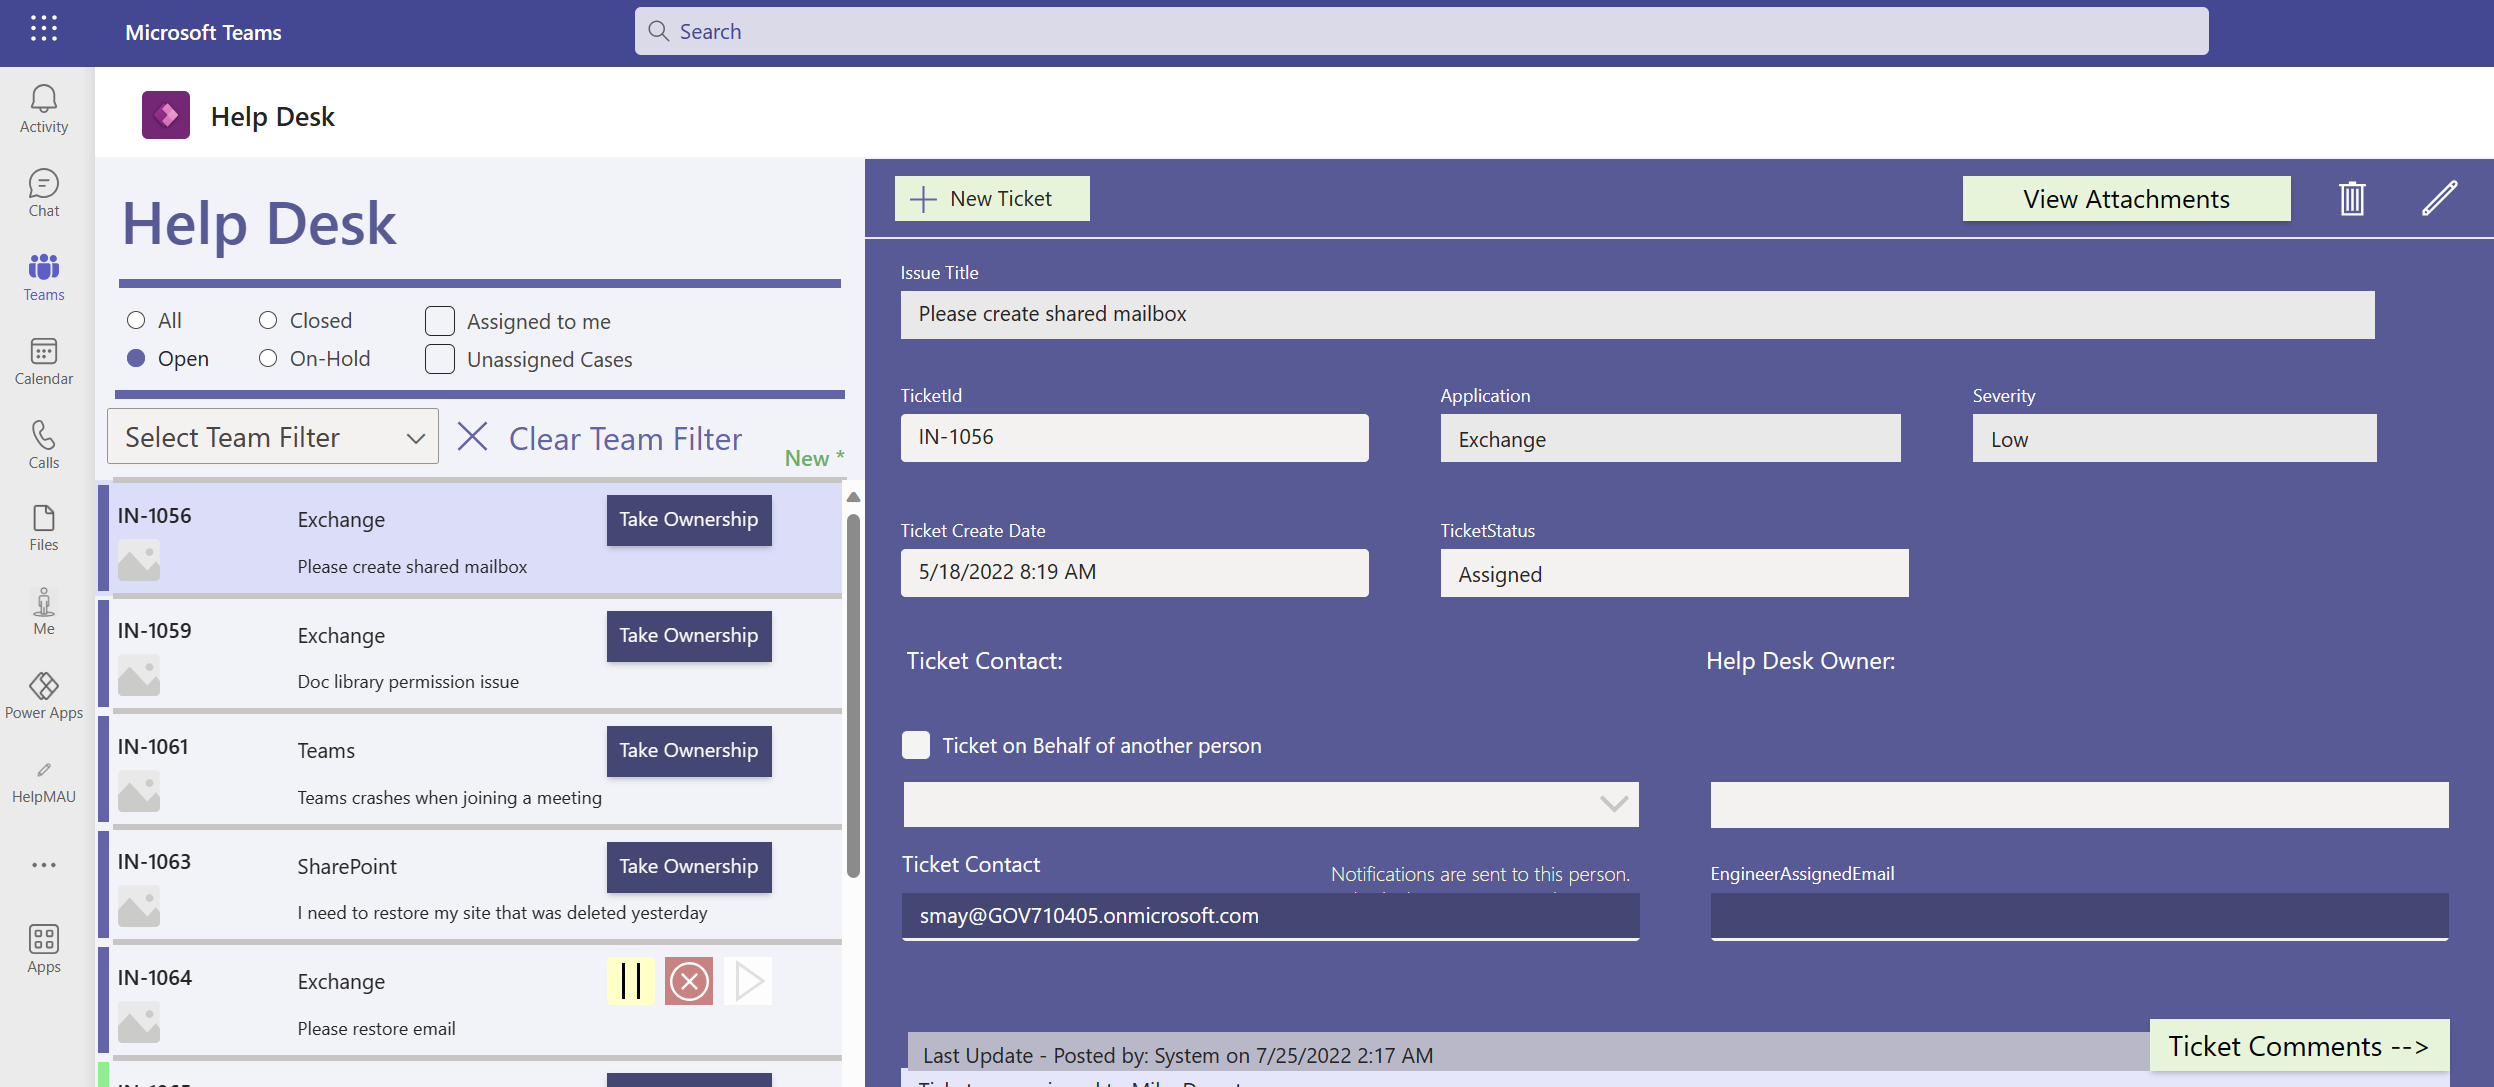 Microsoft Teams
Search
Activity
Chat
Teams
Calendar
Calls
Files
Me
Power Apps
HelpMAU
Apps
Help Desk
Help Desk
All
Closed
Assigned to me
Open
On-Hold
Unassigned Cases
Select Team Filter
Clear Team Filter
New *
IN-1056
Exchange
Take Ownership
Please create shared mailbox
IN-1059
Exchange
Take Ownership
Doc library permission issue
IN-1061
Teams
Take Ownership
Teams crashes when joining a meeting
IN-1063
SharePoint
Take Ownership
I need to restore my site that was deleted yesterday
IN-1064
Exchange
Please restore email
New Ticket
View Attachments
Issue Title
Please create shared mailbox
TicketId
Application
Severity
IN-1056
Exchange
Low
Ticket Create Date
TicketStatus
5/18/2022 8:19 AM
Assigned
Ticket Contact:
Help Desk Owner:
Ticket on Behalf of another person
Ticket Contact
Notifications are sent to this person.
EngineerAssignedEmail
smay@GOV710405.onmicrosoft.com
Last Update - Posted by: System on 7/25/2022 2:17 AM
Ticket Comments -->